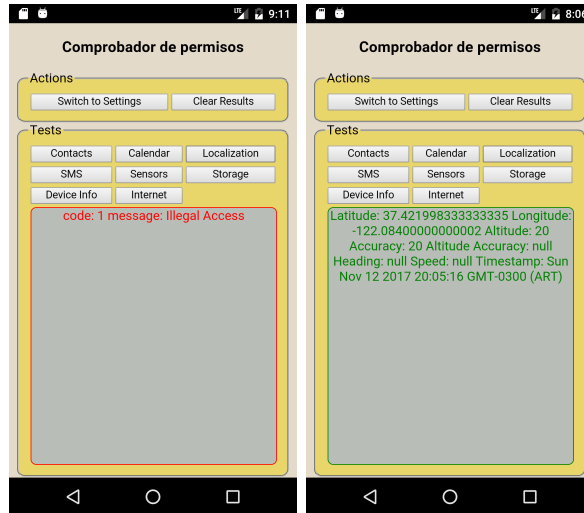 LTE 9:11
Comprobador de permisos
Actions
Switch to Settings Clear Results
Tests
Contacts Calendar Localization
SMS Sensors Storage
Device Info Internet
code: 1 message: Illegal Access
LTE 8:06
Comprobador de permisos
Actions
Switch to Settings Clear Results
Tests
Contacts Calendar Localization
SMS Sensors Storage
Device Info Internet
Latitude: 37.421998333333335 Longitude:
-122.08400000000002 Altitude: 20
Accuracy: 20 Altitude Accuracy: null
Heading: null Speed: null Timestamp: Sun
Nov 12 2017 20:05:16 GMT-0300 (ART)